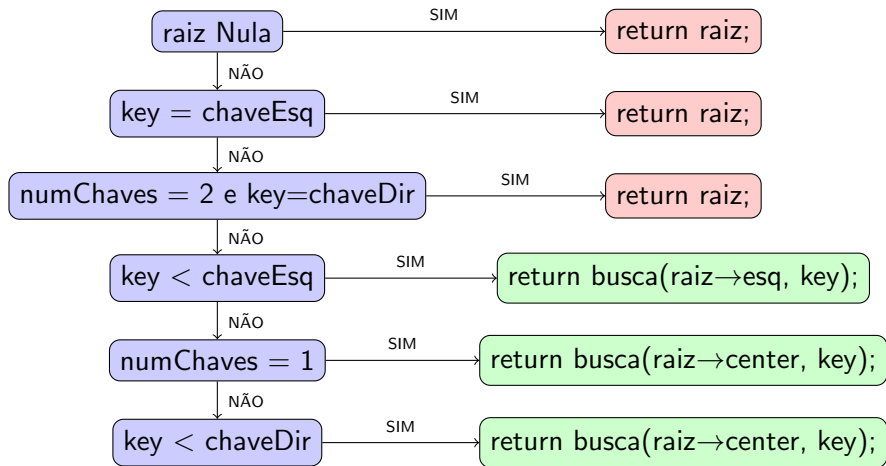 raiz Nula
SIM
return raiz;
NÃO
key = chaveEsq
SIM
return raiz;
NÃO
numChaves = 2 e key=chaveDir
SIM
return raiz;
NÃO
key < chaveEsq
SIM
return busca(raiz→esq, key);
NÃO
numChaves = 1
SIM
return busca(raiz→center, key);
NÃO
key < chaveDir
SIM
return busca(raiz→center, key);